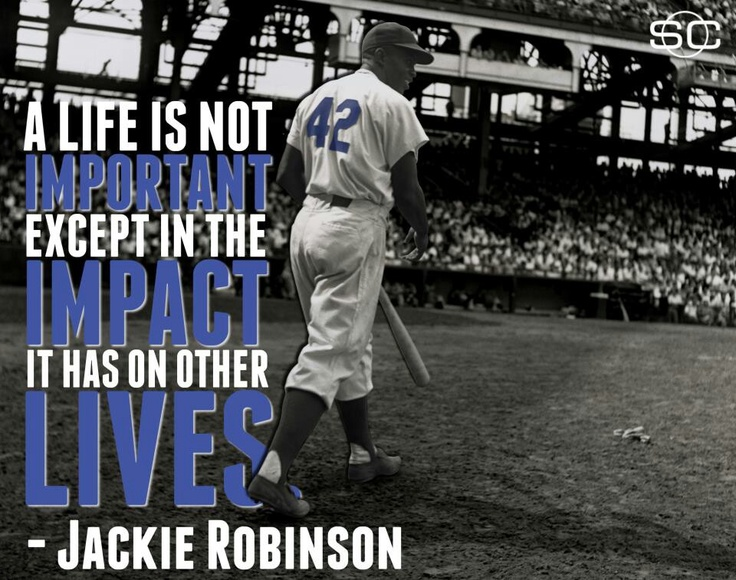 SC
42
A LIFE IS NOT
IMPORTANT
EXCEPT IN THE
IMPACT
IT HAS ON OTHER
LIVES.
- JACKIE ROBINSON